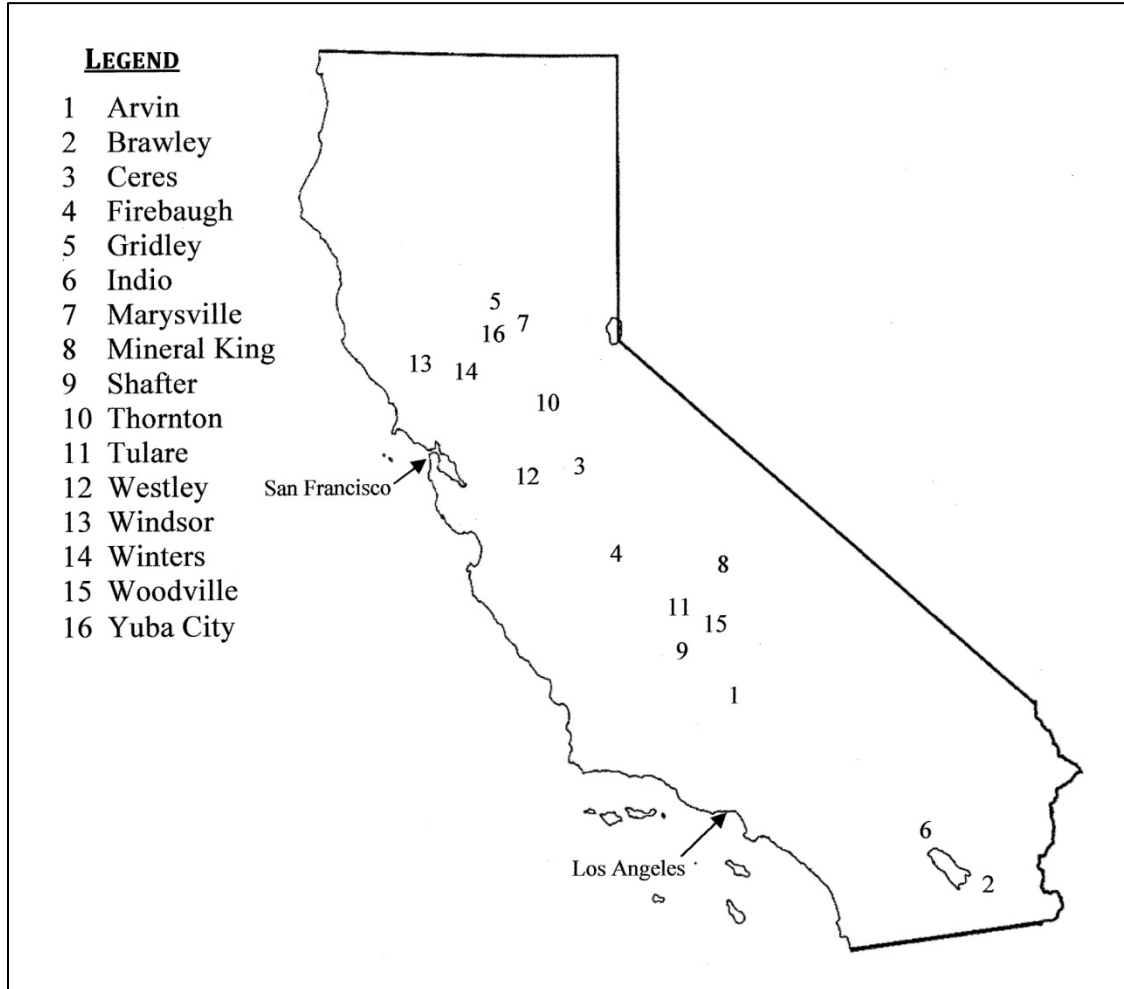 LEGEND
1 Arvin
2 Brawley
3 Ceres
4 Firebaugh
5 Gridley
6 Indio
7 Marysville
8 Mineral King
9 Shafter
10 Thornton
11 Tulare
12 Westley
13 Windsor
14 Winters
15 Woodville
16 Yuba City
5
7
16
13
14
10
3
12
San Francisco
4
8
11
15
9
1
6
Los Angeles
2